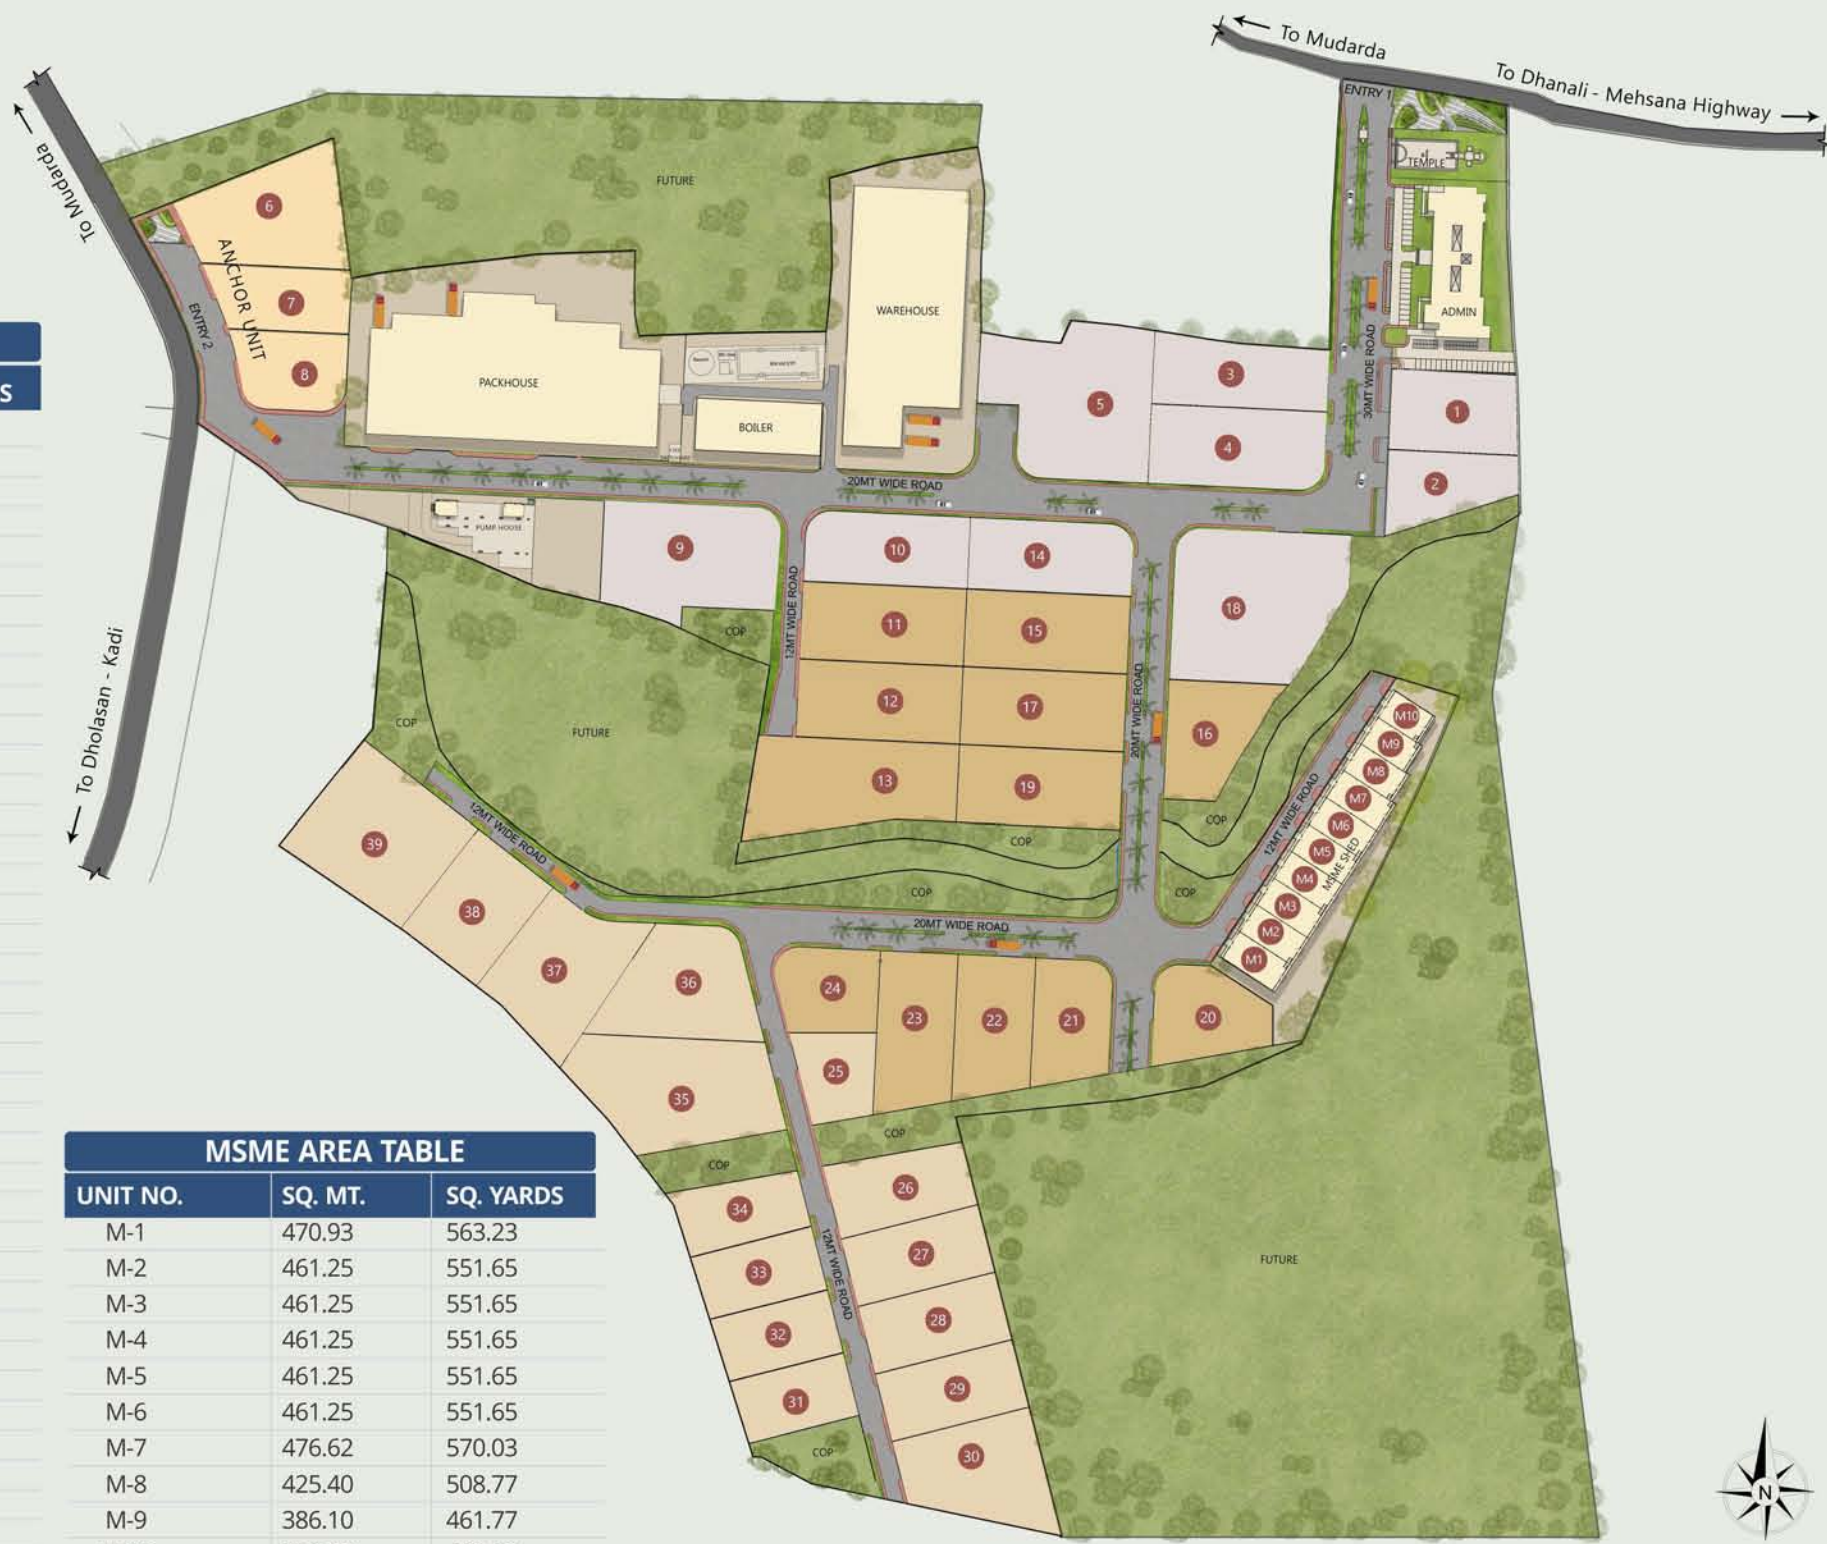 To Mudarda
To Dhanali - Mehsana Highway
ENTRY 1
TEMPLE
ADMIN
30MT WIDE ROAD
To Mudarda
To Dholasan - Kadi
ENTRY 2
ANCHOR UNIT
6
7
8
FUTURE
PACKHOUSE
BOILER
WAREHOUSE
5
3
4
1
2
S
20MT WIDE ROAD
PUMP HOUSE
9
10
14
18
12MT WIDE ROAD
11
15
COP
12
17
20MT WIDE ROAD
16
COP
FUTURE
13
19
COP
COP
COP
COP
12MT WIDE ROAD
MSME SHED
M10
M9
M8
M7
M6
M5
M4
M3
M2
M1
12MT WIDE ROAD
20MT WIDE ROAD
39
38
37
36
35
24
23
22
21
20
25
COP
COP
34
33
32
31
COP
12MT WIDE ROAD
26
27
28
29
30
FUTURE
N
MSME AREA TABLE
UNIT NO. SQ. MT. SQ. YARDS
M-1 470.93 563.23
M-2 461.25 551.65
M-3 461.25 551.65
M-4 461.25 551.65
M-5 461.25 551.65
M-6 461.25 551.65
M-7 476.62 570.03
M-8 425.40 508.77
M-9 386.10 461.77